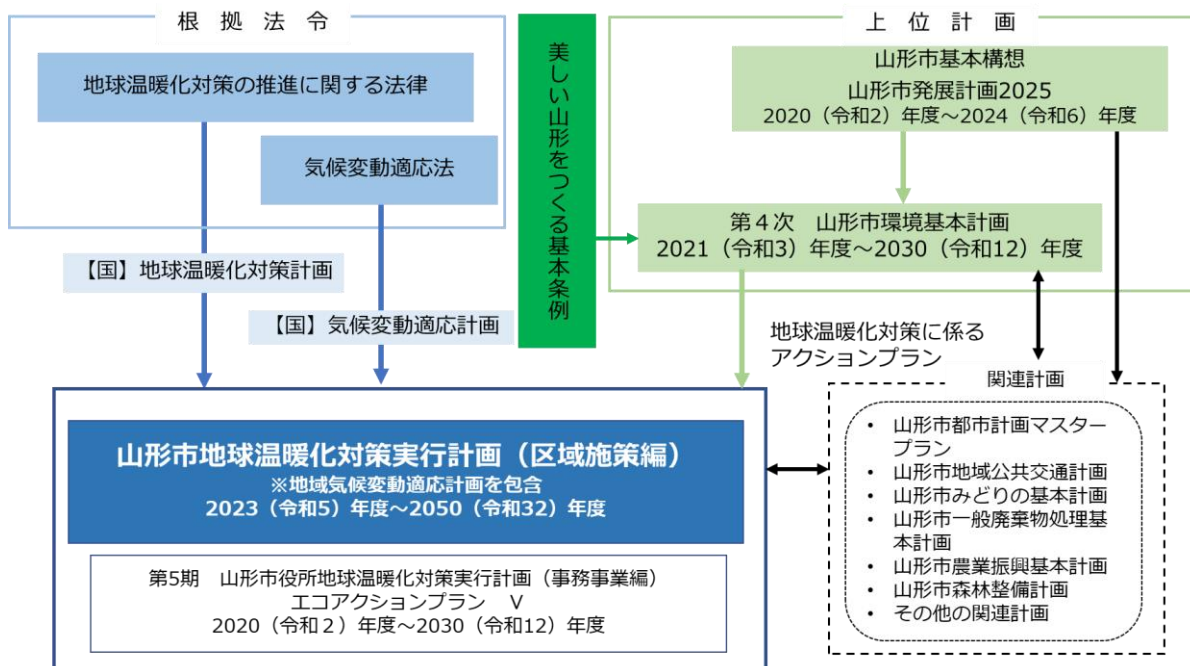 根　拠　法　令
地球温暖化対策の推進に関する法律
気候変動適応法
【国】地球温暖化対策計画
【国】気候変動適応計画
美しい山形をつくる基本条例
上　位　計　画
山形市基本構想
山形市発展計画2025
2020（令和2）年度～2024（令和6）年度
第４次　山形市環境基本計画
2021（令和3）年度～2030（令和12）年度
地球温暖化対策に係る
アクションプラン
関連計画
• 山形市都市計画マスター
プラン
• 山形市地域公共交通計画
• 山形市みどりの基本計画
• 山形市一般廃棄物処理基
本計画
• 山形市農業振興基本計画
• 山形市森林整備計画
• その他の関連計画
山形市地球温暖化対策実行計画（区域施策編）
※地域気候変動適応計画を包含
2023（令和5）年度～2050（令和32）年度
第5期　山形市役所地球温暖化対策実行計画（事務事業編）
エコアクションプラン　Ⅴ
2020（令和２）年度～2030（令和12）年度